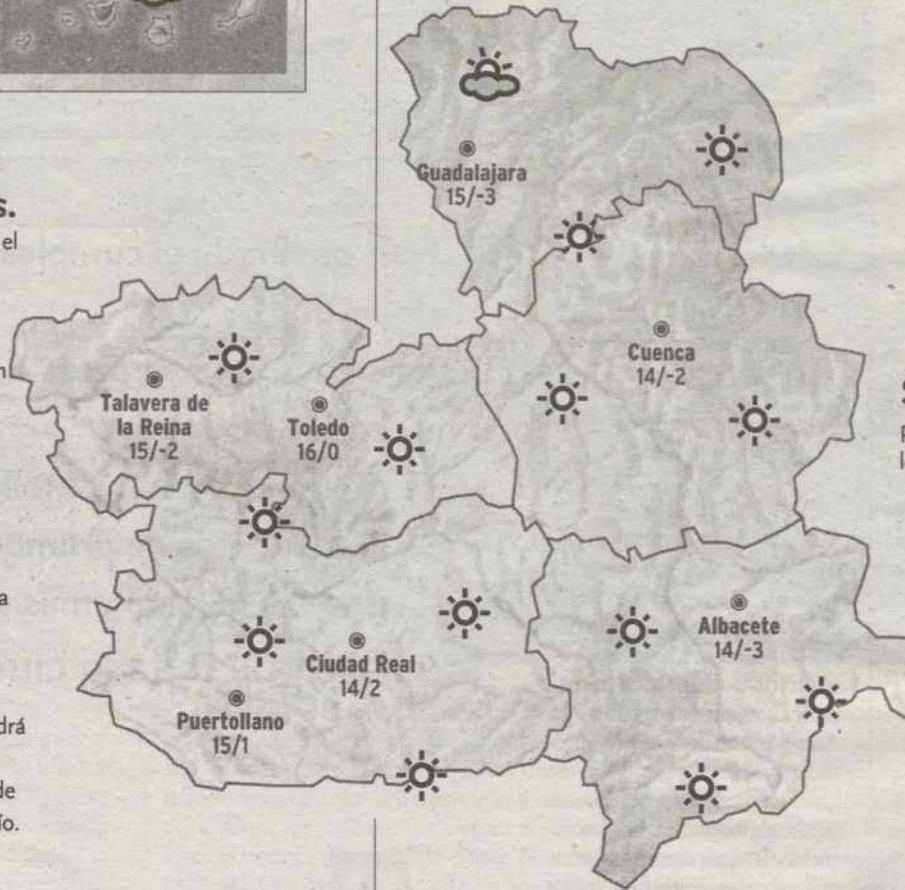 s.
el
Guadalajara
15/-3
Cuenca
14/-2
Talavera de
la Reina
15/-2
Toledo
16/0
a
Albacete
14/-3
Ciudad Real
14/2
Puertollano
15/1
drá
de
ío.